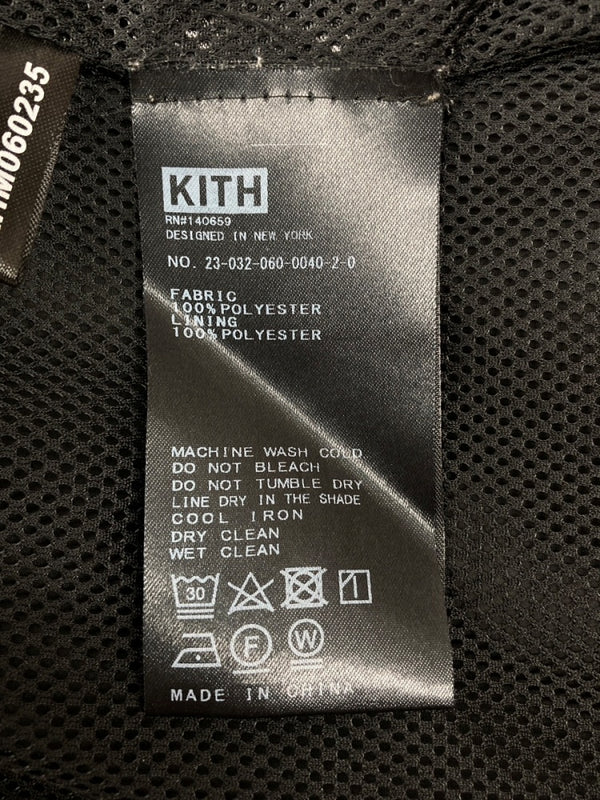 KITH
RN#140659
DESIGNED IN NEW YORK
NO. 23-032-060-0040-2-0
FABRIC
100% POLYESTER
LINING
100% POLYESTER
MACHINE WASH COLD
DO NOT BLEACH
DO NOT TUMBLE DRY
LINE DRY IN THE SHADE
COOL IRON
DRY CLEAN
WET CLEAN
30
F
W
MADE IN CHINA
M060235